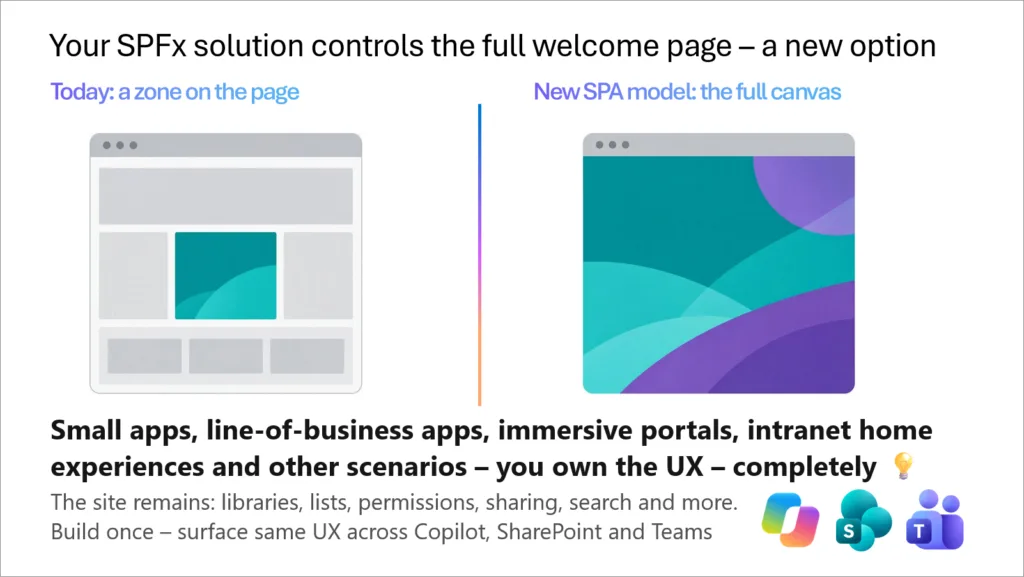 Your SPFx solution controls the full welcome page – a new option
Today: a zone on the page
New SPA model: the full canvas
Small apps, line-of-business apps, immersive portals, intranet home
experiences and other scenarios – you own the UX – completely 💡
The site remains: libraries, lists, permissions, sharing, search and more.
Build once – surface same UX across Copilot, SharePoint and Teams
S
T